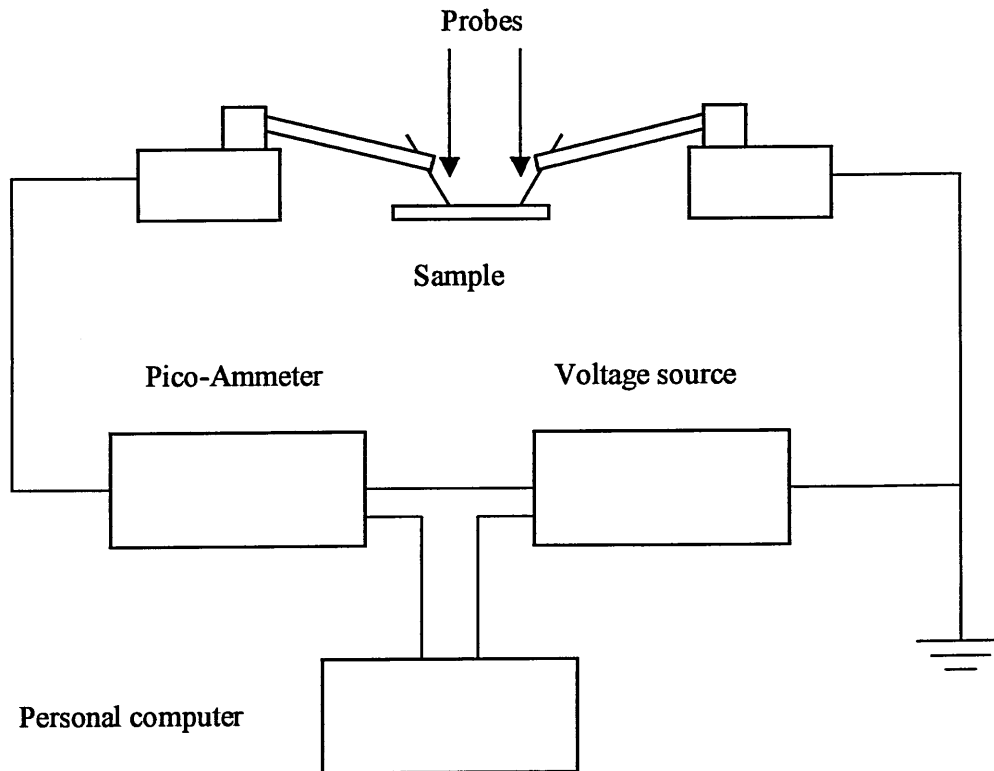 Probes
Sample
Pico-Ammeter
Voltage source
Personal computer